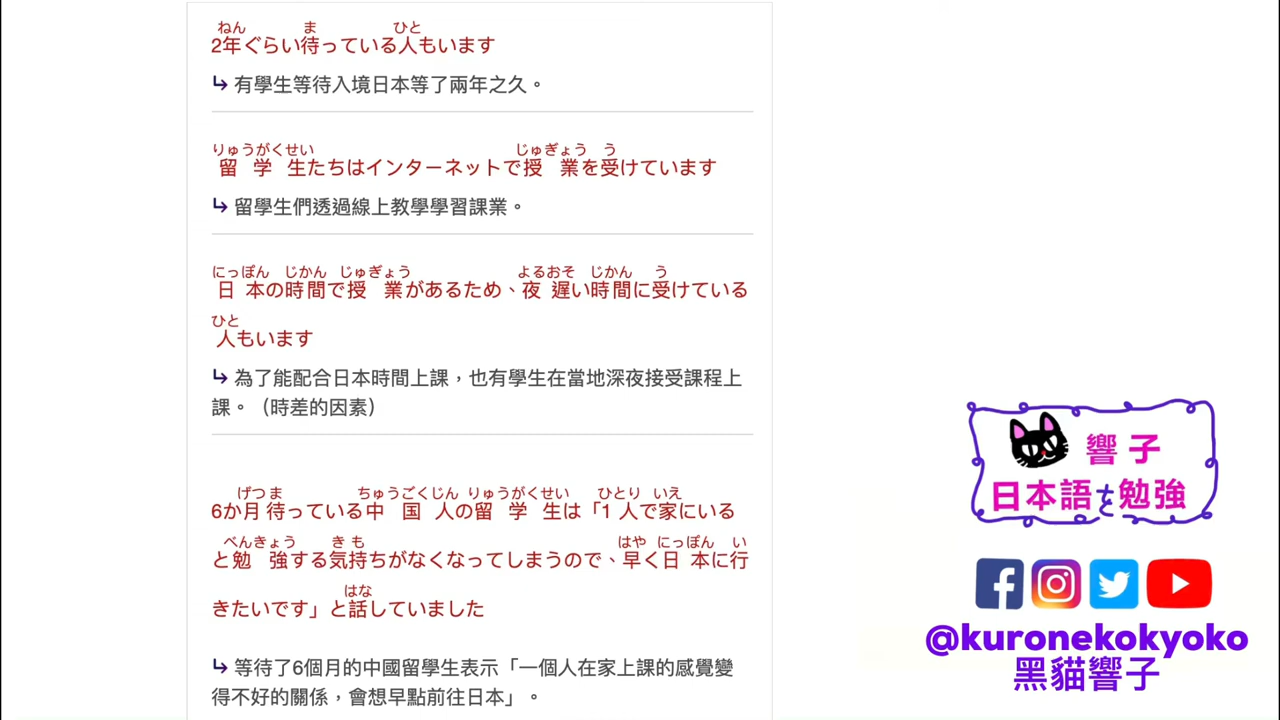 ねん ま ひと
2年ぐらい待っている人もいます
↳ 有學生等待入境日本等了兩年之久。
りゅうがくせい じゅぎょう う
留学生たちはインターネットで授業を受けています
↳ 留學生們透過線上教學學習課業。
にっぽん じかん じゅぎょう よるおそ じかん う
日本の時間で授業があるため、夜遅い時間に受けている
ひと
人もいます
↳ 為了能配合日本時間上課，也有學生在當地深夜接受課程上
課。（時差的因素）
げつ ま ちゅうごくじん りゅうがくせい ひとり いえ
6か月待っている中国人の留学生は「1人で家にいる
べんきょう き も はや にっぽん い
と勉強する気持ちがなくなってしまうので、早く日本に行
はな
きたいです」と話していました
↳ 等待了6個月的中國留學生表示「一個人在家上課的感覺變
得不好的關係，會想早點前往日本」。
響子
日本語を勉強
@kuronekokyoko
黑貓響子